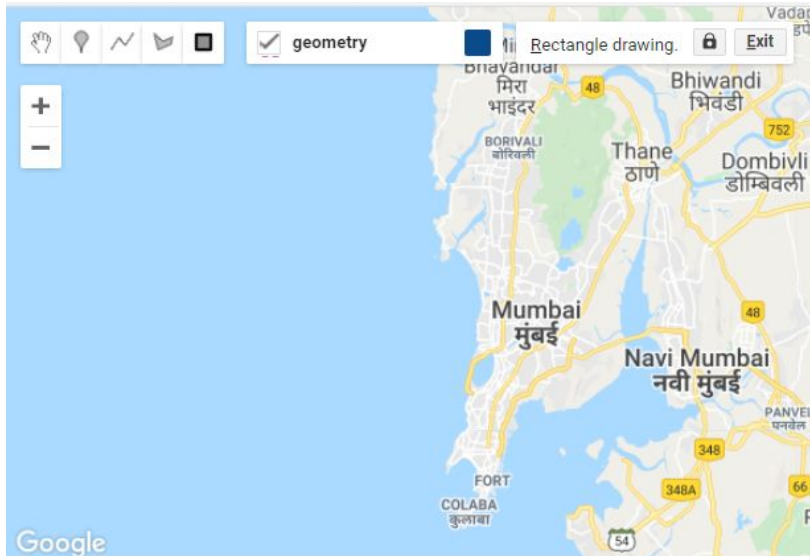 geometry
Rectangle drawing.
Exit
+
−
Bhayandar
मिरा
भाइंदर
48
Bhiwandi
भिवंडी
752
BORIVALI
बोरिवली
Thane
ठाणे
Dombivli
डोम्बिवली
Mumbai
मुंबई
48
Navi Mumbai
नवी मुंबई
PANVEL
पनवेल
348
FORT
348A
66
COLABA
कुलाबा
54
Google